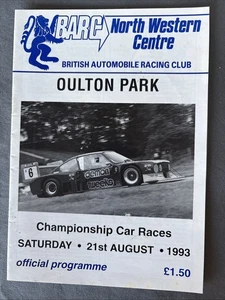 BARC North Western
Centre
BRITISH AUTOMOBILE RACING CLUB
OULTON PARK
6
Championship Car Races
SATURDAY • 21st AUGUST • 1993
official programme £1.50